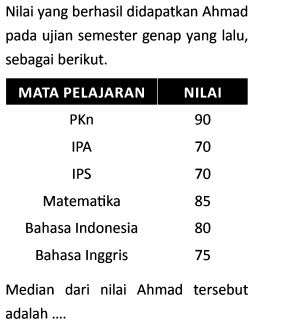 Nilai yang berhasil didapatkan Ahmad
pada ujian semester genap yang lalu,
sebagai berikut.
MATA PELAJARAN NILAI
PKn 90
IPA 70
IPS 70
Matematika 85
Bahasa Indonesia 80
Bahasa Inggris 75
Median dari nilai Ahmad tersebut
adalah ....